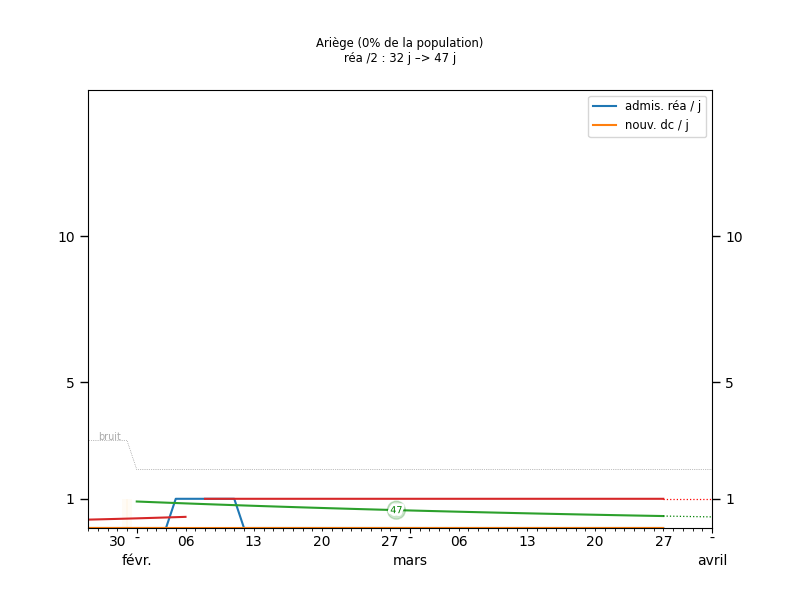 Ariège (0% de la population)
réa /2 : 32 j –> 47 j
admis. réa / j
nouv. dc / j
10 10
5 5
bruit
1 1
47
30 06 13 20 27 06 13 20 27
févr. mars avril